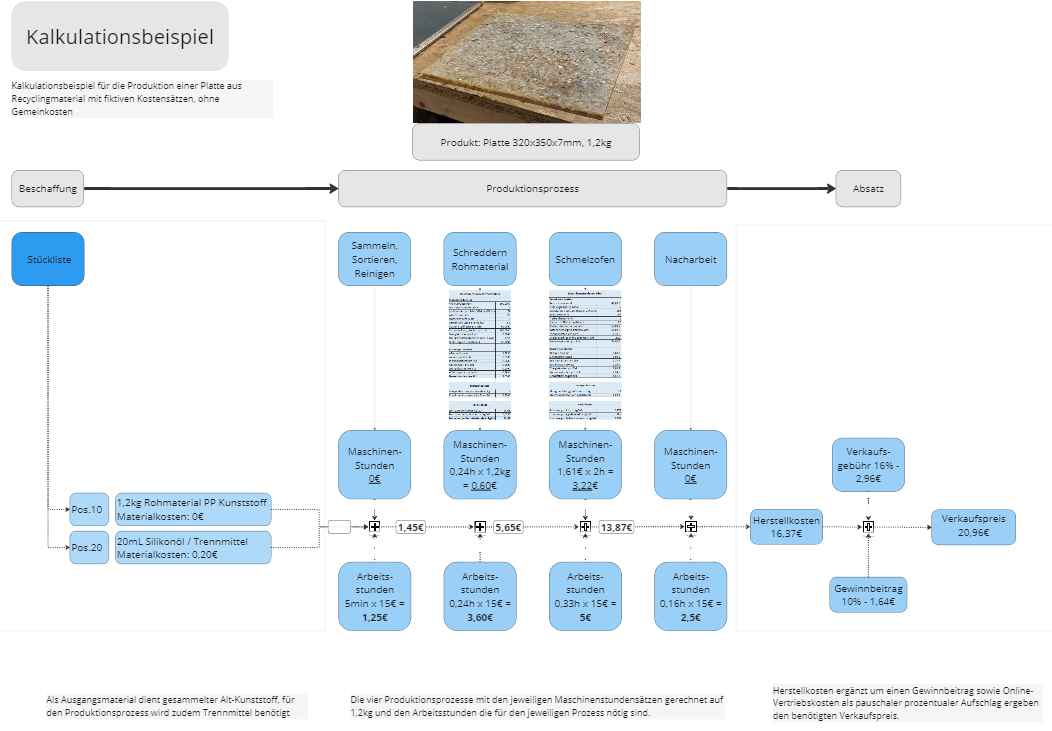 Kalkulationsbeispiel
Kalkulationsbeispiel für die Produktion einer Platte aus
Recyclingmaterial mit fiktiven Kostensätzen, ohne
Gemeinkosten
Produkt: Platte 320x350x7mm, 1,2kg
Beschaffung
Produktionsprozess
Absatz
Stückliste
Sammeln,
Sortieren,
Reinigen
Schreddern
Rohmaterial
Schmelzofen
Nacharbeit
Maschinen-
Stunden
0€
Maschinen-
Stunden
0,24h x 1,2kg
= 0,60€
Maschinen-
Stunden
1,61€ x 2h =
3,22€
Maschinen-
Stunden
0€
Verkaufs-
gebühr 16% -
2,96€
Pos.10
1,2kg Rohmaterial PP Kunststoff
Materialkosten: 0€
Pos.20
20mL Silikonöl / Trennmittel
Materialkosten: 0,20€
1,45€
5,65€
13,87€
Herstellkosten
16,37€
Verkaufspreis
20,96€
Arbeits-
stunden
5min x 15€ =
1,25€
Arbeits-
stunden
0,24h x 15€ =
3,60€
Arbeits-
stunden
0,33h x 15€ =
5€
Arbeits-
stunden
0,16h x 15€ =
2,5€
Gewinnbeitrag
10% - 1,64€
Als Ausgangsmaterial dient gesammelter Alt-Kunststoff, für
den Produktionsprozess wird zudem Trennmittel benötigt
Die vier Produktionsprozesse mit den jeweiligen Maschinenstundensätzen gerechnet auf
1,2kg und den Arbeitsstunden die für den jeweiligen Prozess nötig sind.
Herstellkosten ergänzt um einen Gewinnbeitrag sowie Online-
Vertriebskosten als pauschaler prozentualer Aufschlag ergeben
den benötigten Verkaufspreis.